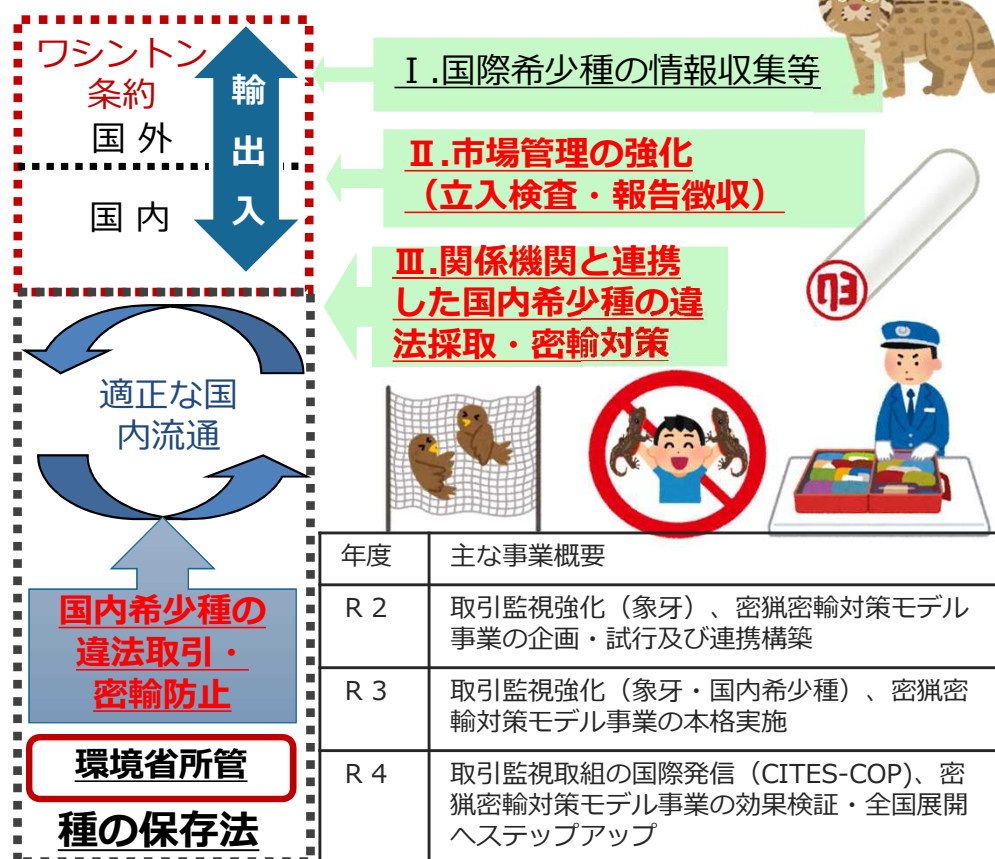 ワシントン
条約
国 外
国 内
輸
出
入
Ⅰ.国際希少種の情報収集等
Ⅱ.市場管理の強化
（立入検査・報告徴収）
Ⅲ.関係機関と連携
した国内希少種の違
法採取・密輸対策
印
適正な国
内流通
国内希少種の
違法取引・
密輸防止
環境省所管
種の保存法
年度
主な事業概要
R 2
取引監視強化（象牙）、密猟密輸対策モデル
事業の企画・試行及び連携構築
R 3
取引監視強化（象牙・国内希少種）、密猟密
輸対策モデル事業の本格実施
R 4
取引監視取組の国際発信（CITES-COP)、密
猟密輸対策モデル事業の効果検証・全国展開
へステップアップ